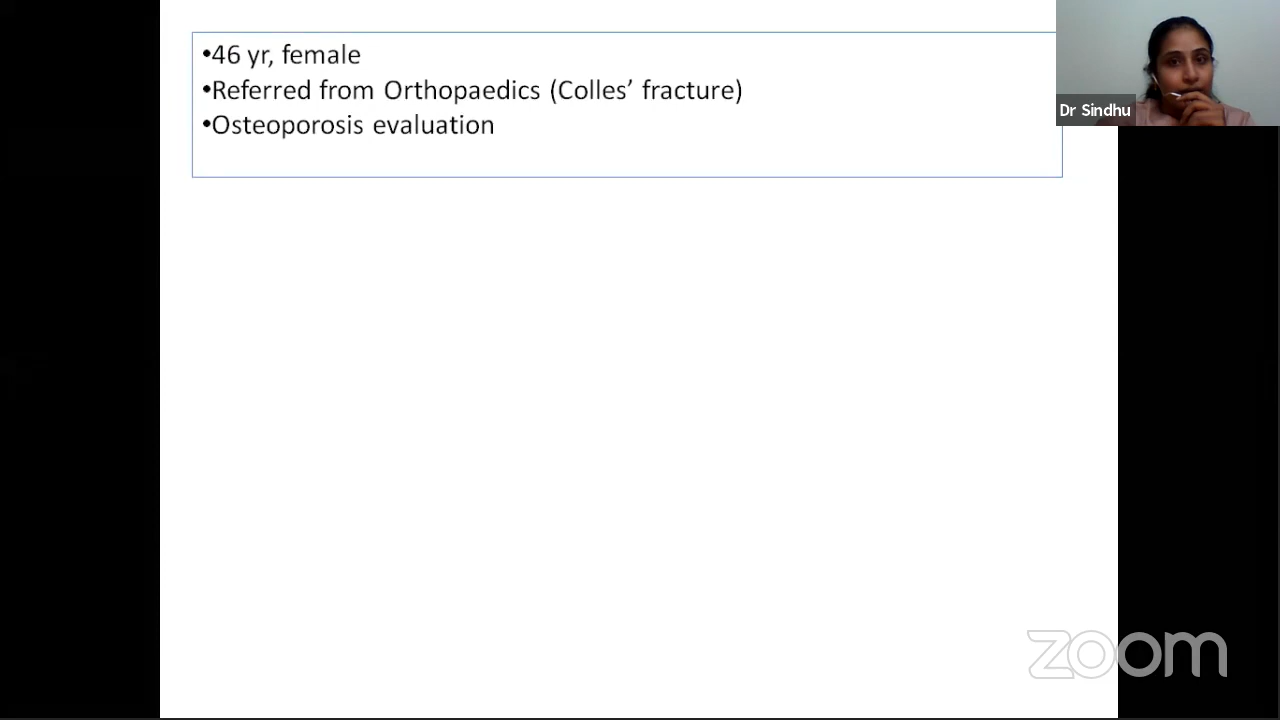 •46 yr, female
•Referred from Orthopaedics (Colles’ fracture)
•Osteoporosis evaluation
Dr Sindhu
zoom